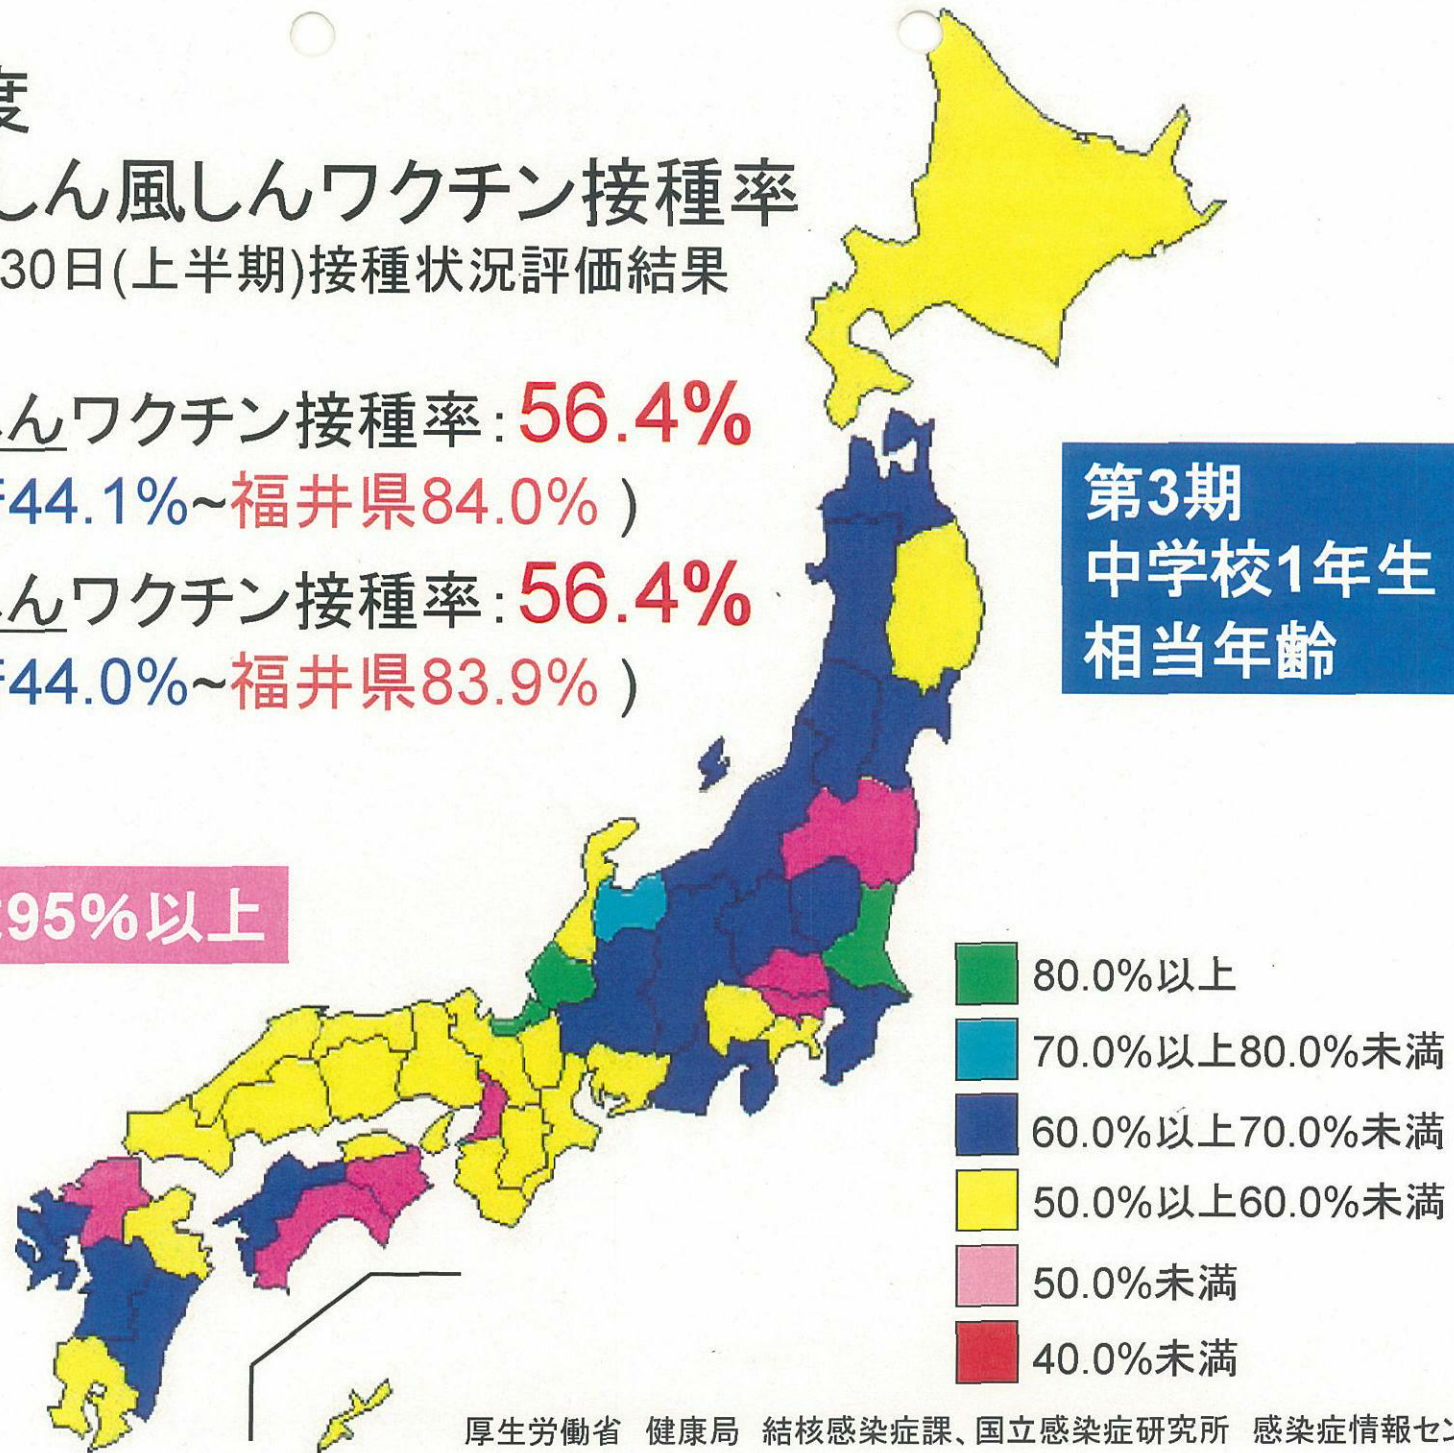 度
しん風しんワクチン接種率
30日(上半期)接種状況評価結果
んワクチン接種率:56.4%
44.1%~福井県84.0% )
んワクチン接種率:56.4%
44.0%~福井県83.9% )
第3期
中学校1年生
相当年齢
95%以上
80.0%以上
70.0%以上80.0%未満
60.0%以上70.0%未満
50.0%以上60.0%未満
50.0%未満
40.0%未満
厚生労働省 健康局 結核感染症課、国立感染症研究所 感染症情報セン